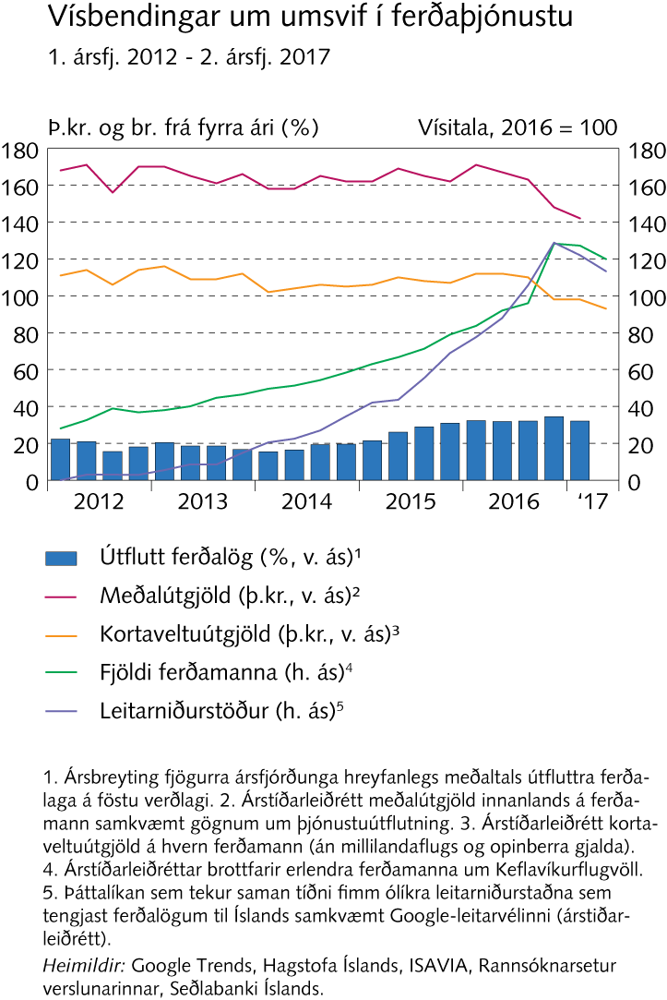 Vísbendingar um umsvif í ferðaþjónustu
1. ársfj. 2012 - 2. ársfj. 2017
Þ.kr. og br. frá fyrra ári (%) Vísitala, 2016 = 100
180 180
160 160
140 140
120 120
100 100
80 80
60 60
40 40
20 20
0 0
2012 2013 2014 2015 2016 '17
Útflutt ferðalög (%, v. ás)¹
Meðalútgjöld (þ.kr., v. ás)²
Kortaveltuútgjöld (þ.kr., v. ás)³
Fjöldi ferðamanna (h. ás)⁴
Leitarniðurstöður (h. ás)⁵
1. Ársbreyting fjögurra ársfjórðunga hreyfanlegs meðaltals útfluttra ferða-
laga á föstu verðlagi. 2. Árstíðarleiðrétt meðalútgjöld innanlands á ferða-
mann samkvæmt gögnum um þjónustuútflutning. 3. Árstíðarleiðrétt korta-
veltuútgjöld á hvern ferðamann (án millilandaflugs og opinberra gjalda).
4. Árstíðarleiðréttar brottfarir erlendra ferðamanna um Keflavíkurflugvöll.
5. Þáttalíkan sem tekur saman tíðni fimm ólíkra leitarniðurstaðna sem
tengjast ferðalögum til Íslands samkvæmt Google-leitarvélinni (árstiðar-
leiðrétt).
Heimildir: Google Trends, Hagstofa Íslands, ISAVIA, Rannsóknarsetur
verslunarinnar, Seðlabanki Íslands.